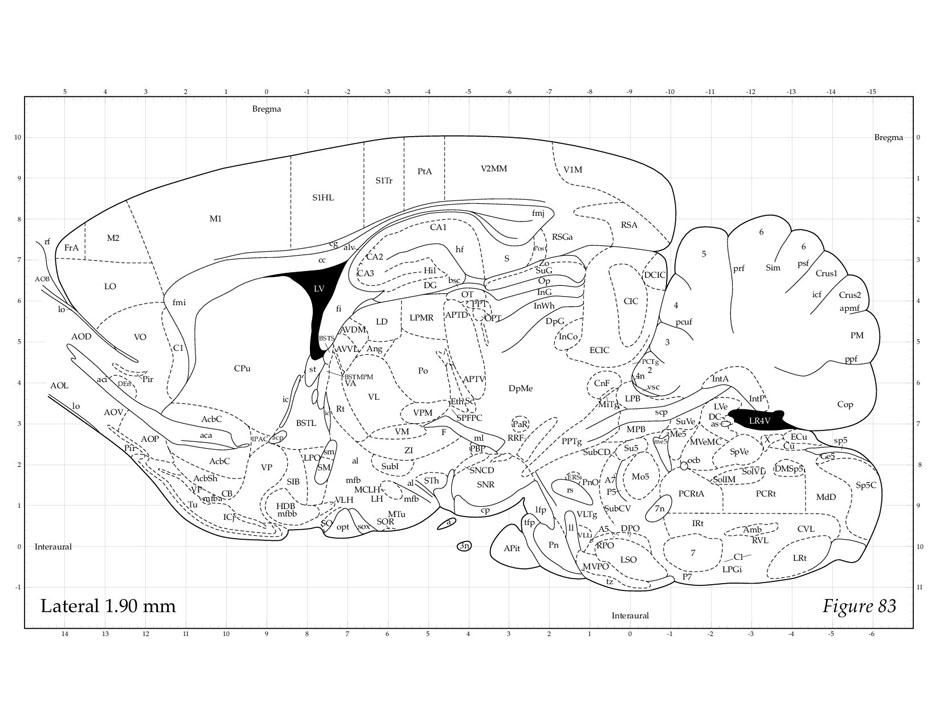 5 4 3 2 1 0 -1 -2 -3 -4 -5 -6 -7 -8 -9 -10 -11 -12 -13 -14 -15
Bregma
Bregma
10 0
9 1
8 2
7 3
6 4
5 5
4 6
3 7
2 8
1 9
0 10
-1 11
V2MM V1M
PtA
S1Tr
S1HL
M1
M2
FrA
rf
AOB
lo
LO
VO
AOD
AOL
lo
aci
Pir
AOV
AOP
Pir
fmi
C1
CPu
cg
alv
cc
LV
fi
CA1
CA2
CA3
hf
Hil
DG
bsc
S
Post
fmj
RSGa
RSA
Zo
SuG
Op
InG
InWh
DpG
InCo
OT
PPT
OPT
APTD
APTV
LPMR
LD
AVDM
AVVL
Ang
BSTS
BSTMPM
VA
st
ic
Rt
VL
Po
VPM
VM
F
ZI
SubI
Eth
Sc
SPFPC
ml
PBP
SNCD
SNR
cp
STh
DpMe
PaR
RRF
DCIC
CIC
ECIC
CnF
MiTg
LPB
scp
MPB
PPTg
SubCD
Su5
Me5
SuVe
MVeMC
ocb
PCTg
2
4n
vsc
3
pcuf
4
5
6
6
prf
Sim
psf
Crus1
icf
Crus2
apmf
PM
ppf
Cop
IntA
IntP
LVe
DC
as
LR4V
X
ECu
Cu
sp5
Ge5
SpVe
SolVL
SolIM
DMSp5
Sp5C
MdD
PCRtA
PCRt
IRt
Amb
RVL
CVL
C1
LPGi
LRt
7
7n
P7
Mo5
A7
P5
PnO
rs
VLTg
SubCV
A5
DPO
RPO
LSO
MVPO
tz
ll
lfp
tfp
Pn
APit
3n
AcbC
aca
AcbC
AcbSh
VP
mfba
CB
Tu
ICj
acp
VP
SIB
HDB
mfbb
BSTL
LPO
sm
SM
al
mfb
MCLH
VLH
LH
al
mfb
MTu
SO
opt
sox
SOR
Interaural
Lateral 1.90 mm
Figure 83
Interaural
14 13 12 11 10 9 8 7 6 5 4 3 2 1 0 -1 -2 -3 -4 -5 -6